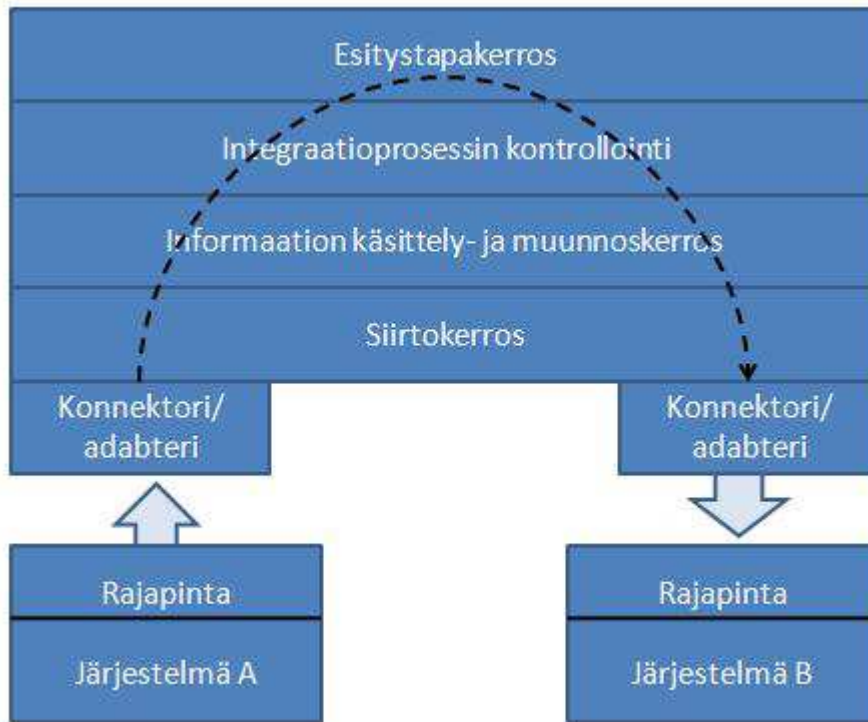 Esitystapakerros
Integraatioprosessin kontrollointi
Informaation käsittely- ja muunnoskerros
Siirtokerros
Konnektori/
adabteri
Konnektori/
adabteri
Rajapinta
Järjestelmä A
Rajapinta
Järjestelmä B